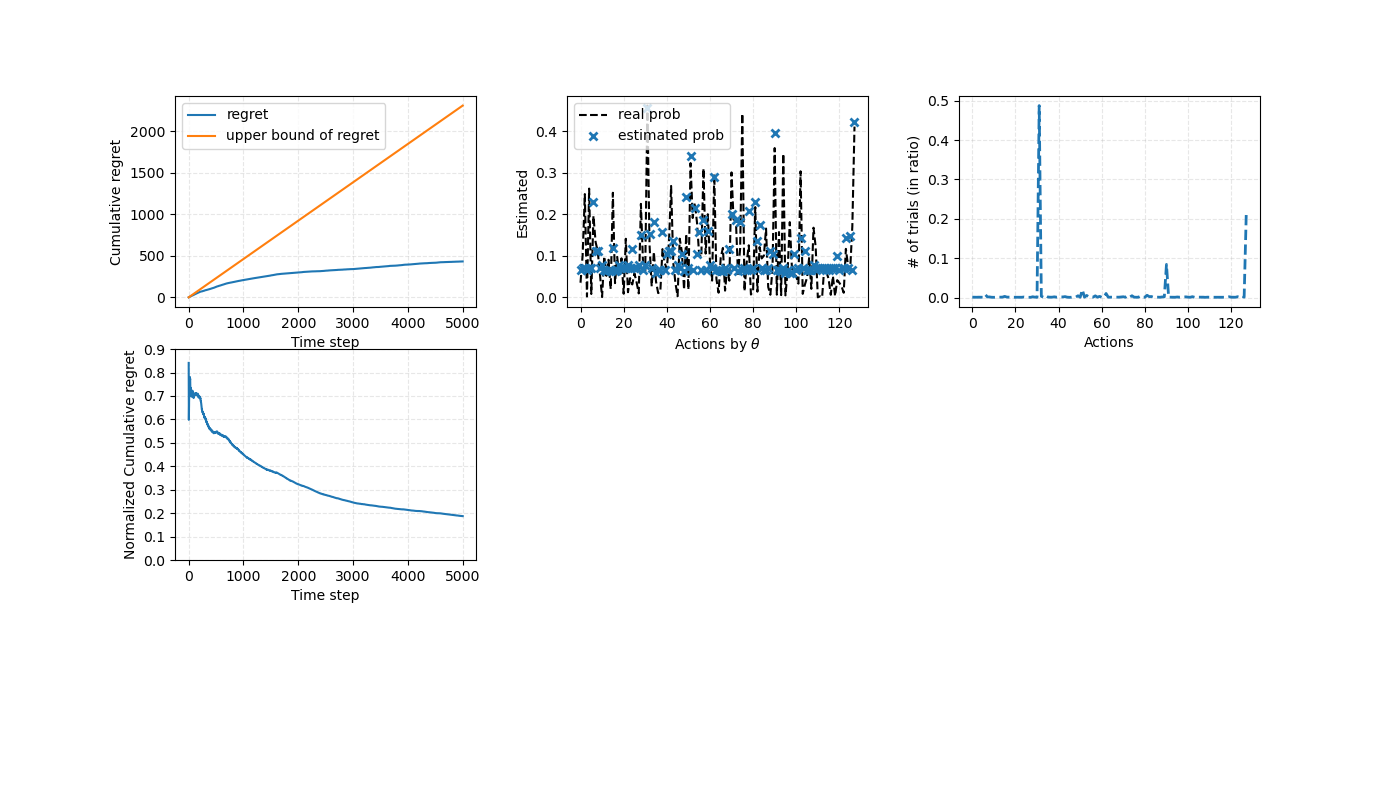 regret
upper bound of regret
2000
1500
1000
500
0
Cumulative regret
0 1000 2000 3000 4000 5000
Time step
real prob
estimated prob
0.4
0.3
0.2
0.1
0.0
Estimated
0 20 40 60 80 100 120
Actions by θ
0.5
0.4
0.3
0.2
0.1
0.0
# of trials (in ratio)
0 20 40 60 80 100 120
Actions
0.9
0.8
0.7
0.6
0.5
0.4
0.3
0.2
0.1
0.0
Normalized Cumulative regret
0 1000 2000 3000 4000 5000
Time step